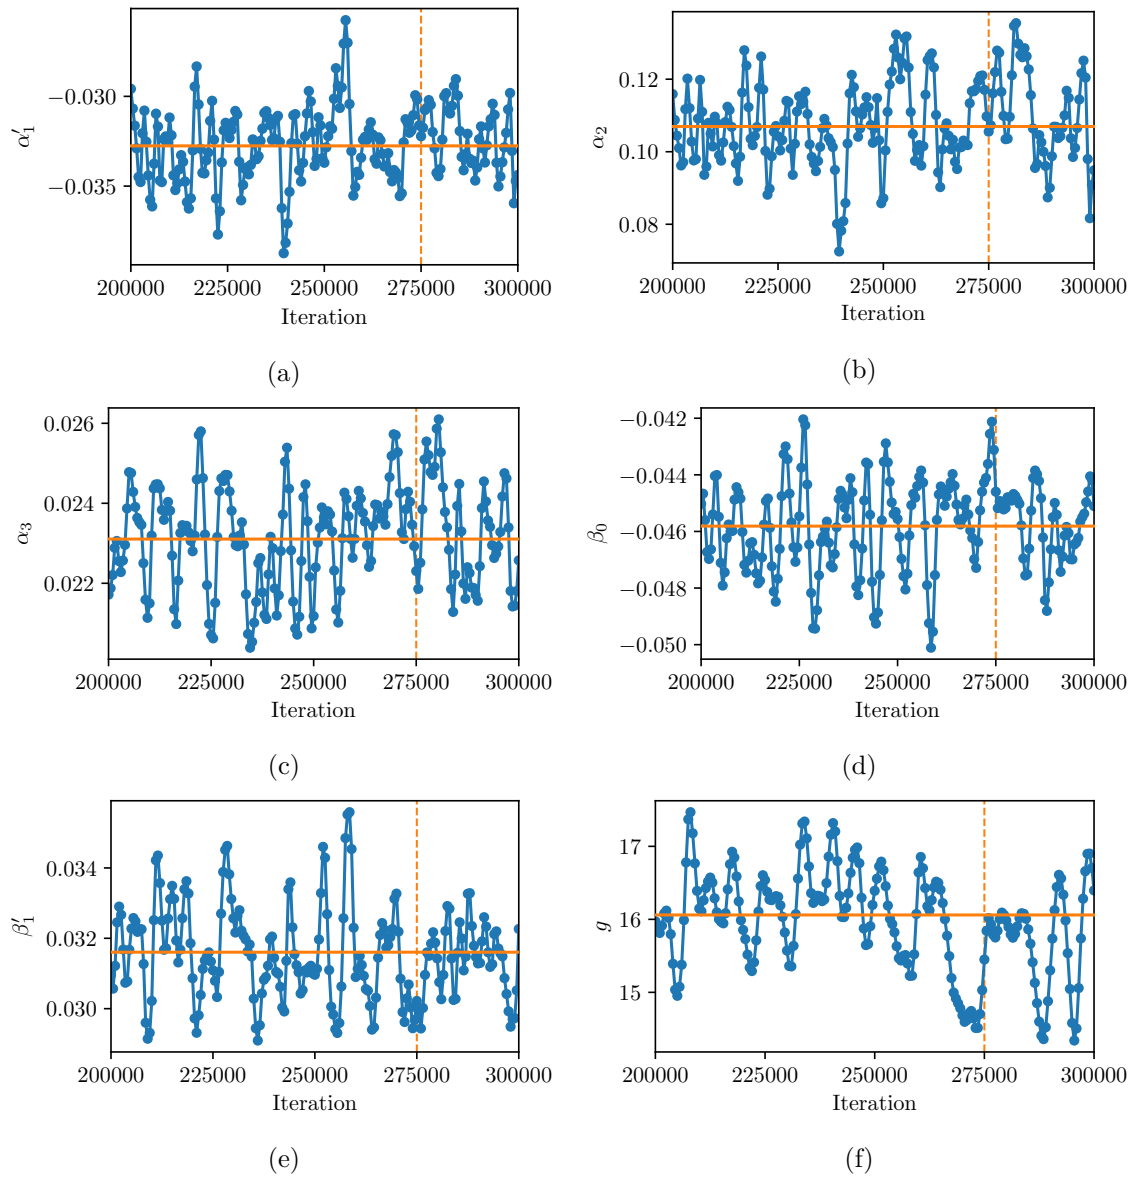 −0.030
−0.035
α′₁
200000 225000 250000 275000 300000
Iteration
(a)
0.12
0.10
0.08
α₂
200000 225000 250000 275000 300000
Iteration
(b)
0.026
0.024
0.022
α₃
200000 225000 250000 275000 300000
Iteration
(c)
−0.042
−0.044
−0.046
−0.048
−0.050
β₀
200000 225000 250000 275000 300000
Iteration
(d)
0.034
0.032
0.030
β′₁
200000 225000 250000 275000 300000
Iteration
(e)
17
16
15
g
200000 225000 250000 275000 300000
Iteration
(f)